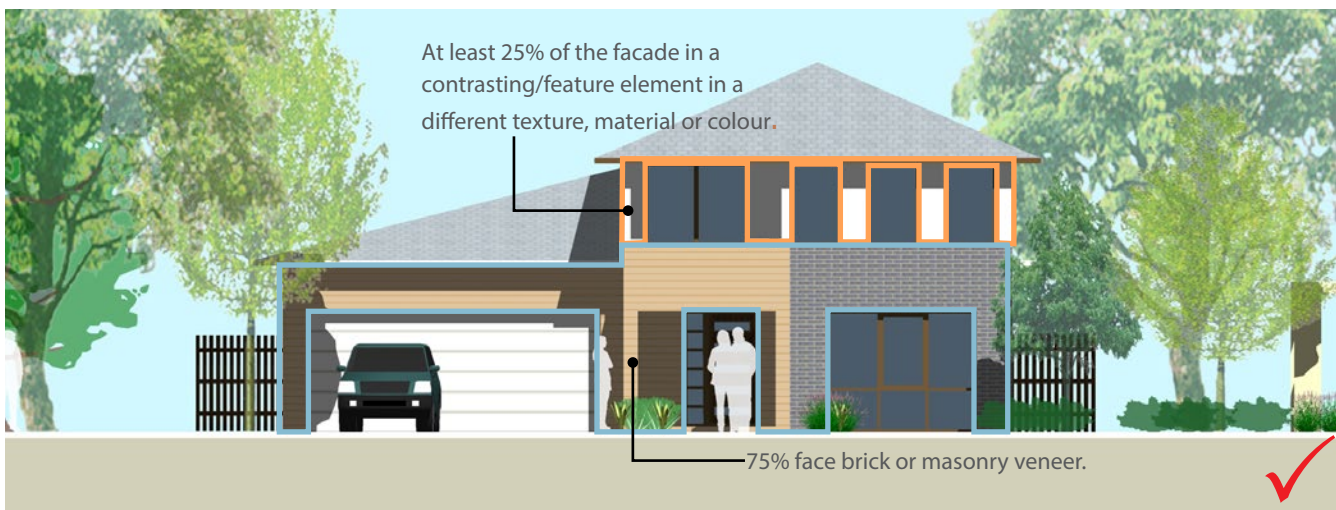 At least 25% of the facade in a
contrasting/feature element in a
different texture, material or colour.
75% face brick or masonry veneer.